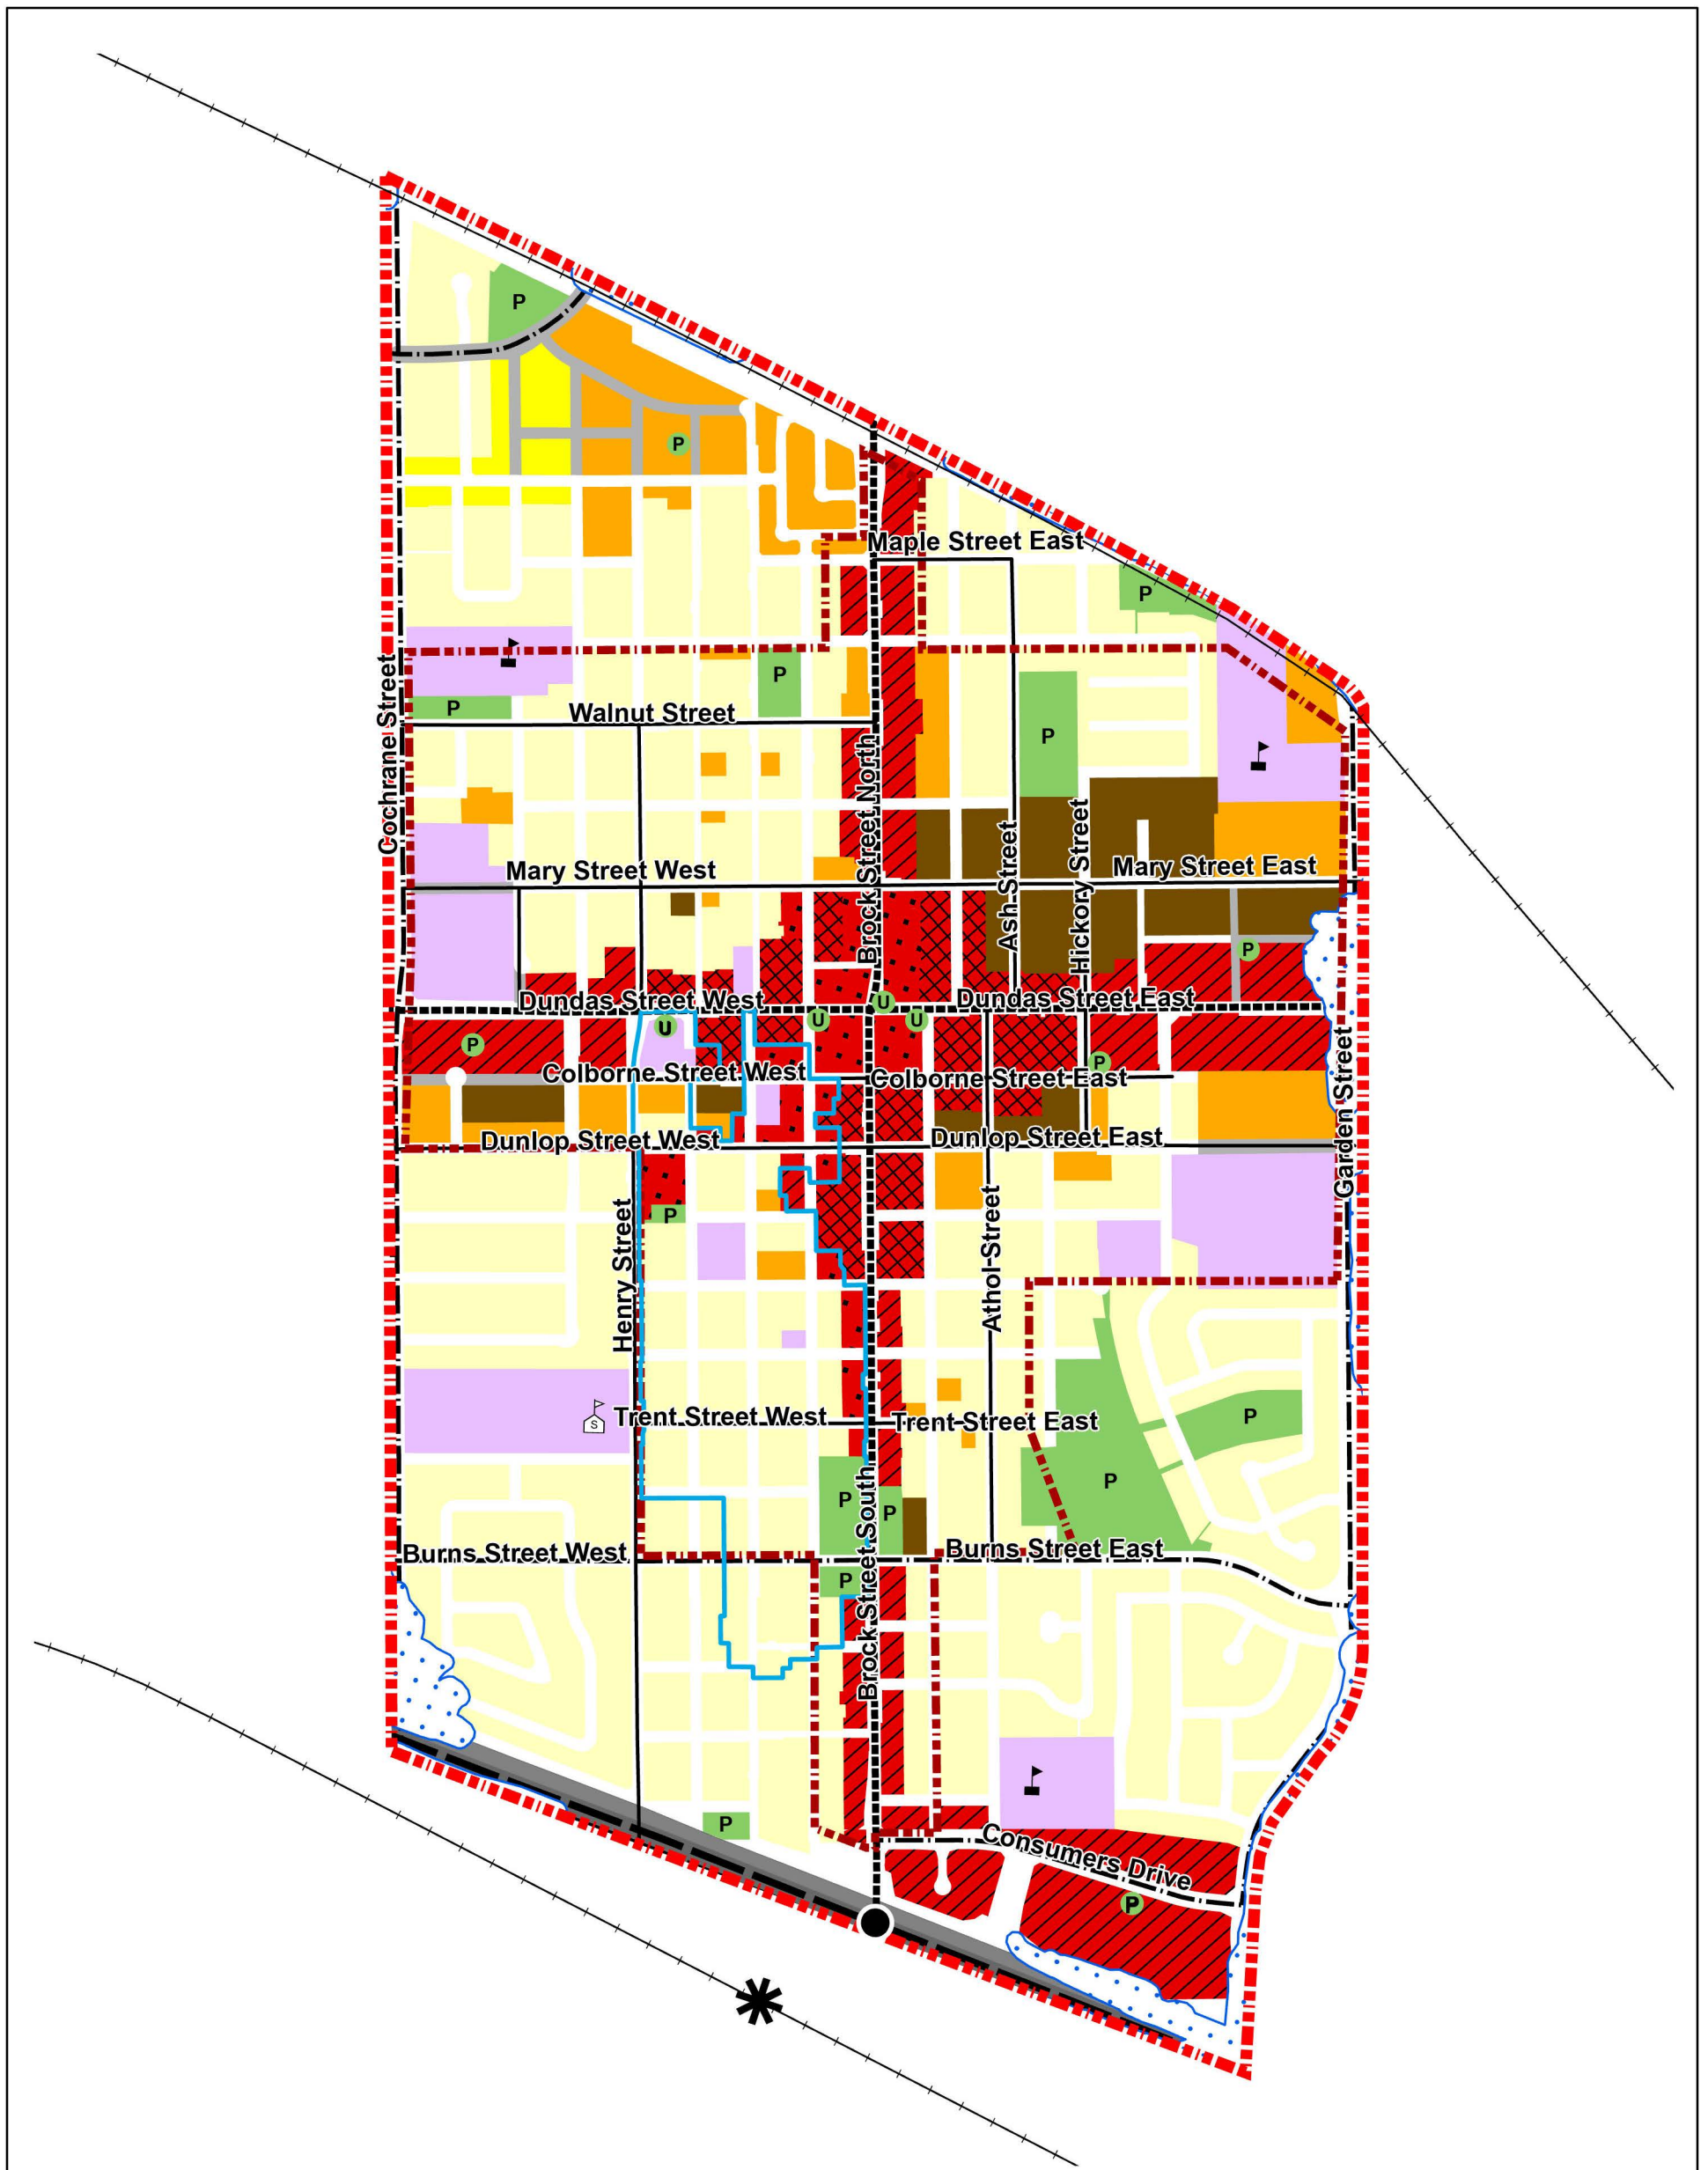 P
P
Maple Street East
P
P
P
Walnut Street
P
Cochrane Street
Brock Street North
Mary Street West
Mary Street East
Ash Street
Hickory Street
P
Dundas Street West
U
Dundas Street East
U
U
U
P
P
Colborne Street West
Colborne Street East
Garden Street
Dunlop Street West
Dunlop Street East
P
Henry Street
Athol Street
S
Trent Street West
Trent Street East
P
P
P
P
Brock Street South
Burns Street West
Burns Street East
P
P
Consumers Drive
P